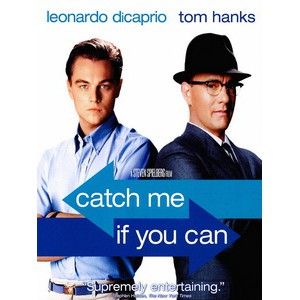 leonardo dicaprio tom hanks
A STEVEN SPIELBERG FILM
catch me
if you can
"Supremely entertaining."